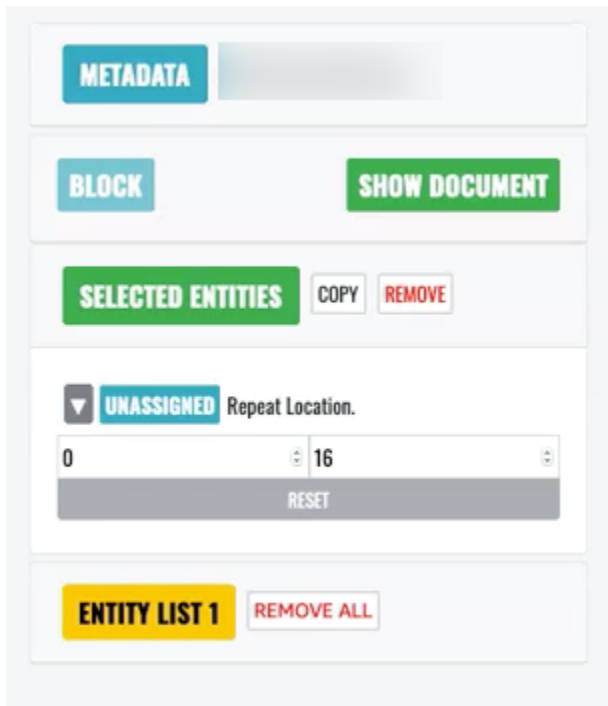 METADATA
BLOCK SHOW DOCUMENT
SELECTED ENTITIES COPY REMOVE
▼ UNASSIGNED Repeat Location.
0 16
RESET
ENTITY LIST 1 REMOVE ALL